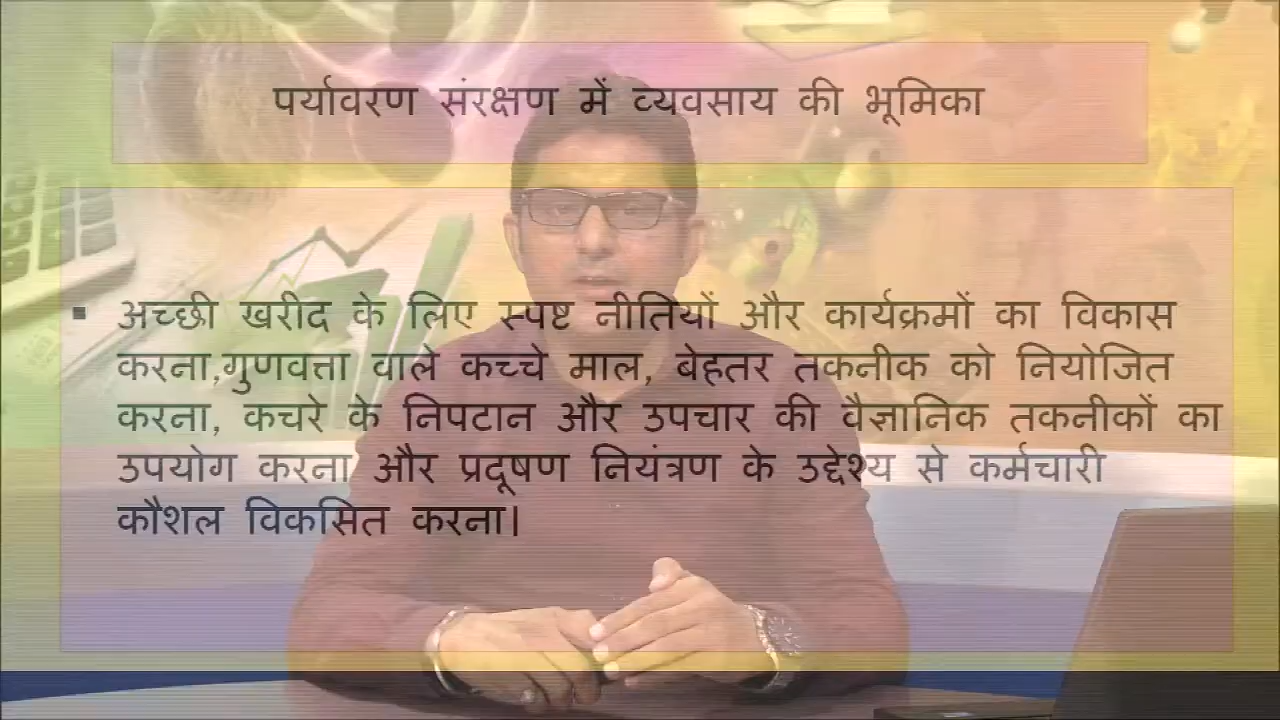 पर्यावरण संरक्षण में व्यवसाय की भूमिका
▪ अच्छी खरीद के लिए स्पष्ट नीतियों और कार्यक्रमों का विकास
करना,गुणवत्ता वाले कच्चे माल, बेहतर तकनीक को नियोजित
करना, कचरे के निपटान और उपचार की वैज्ञानिक तकनीकों का
उपयोग करना और प्रदूषण नियंत्रण के उद्देश्य से कर्मचारी
कौशल विकसित करना।